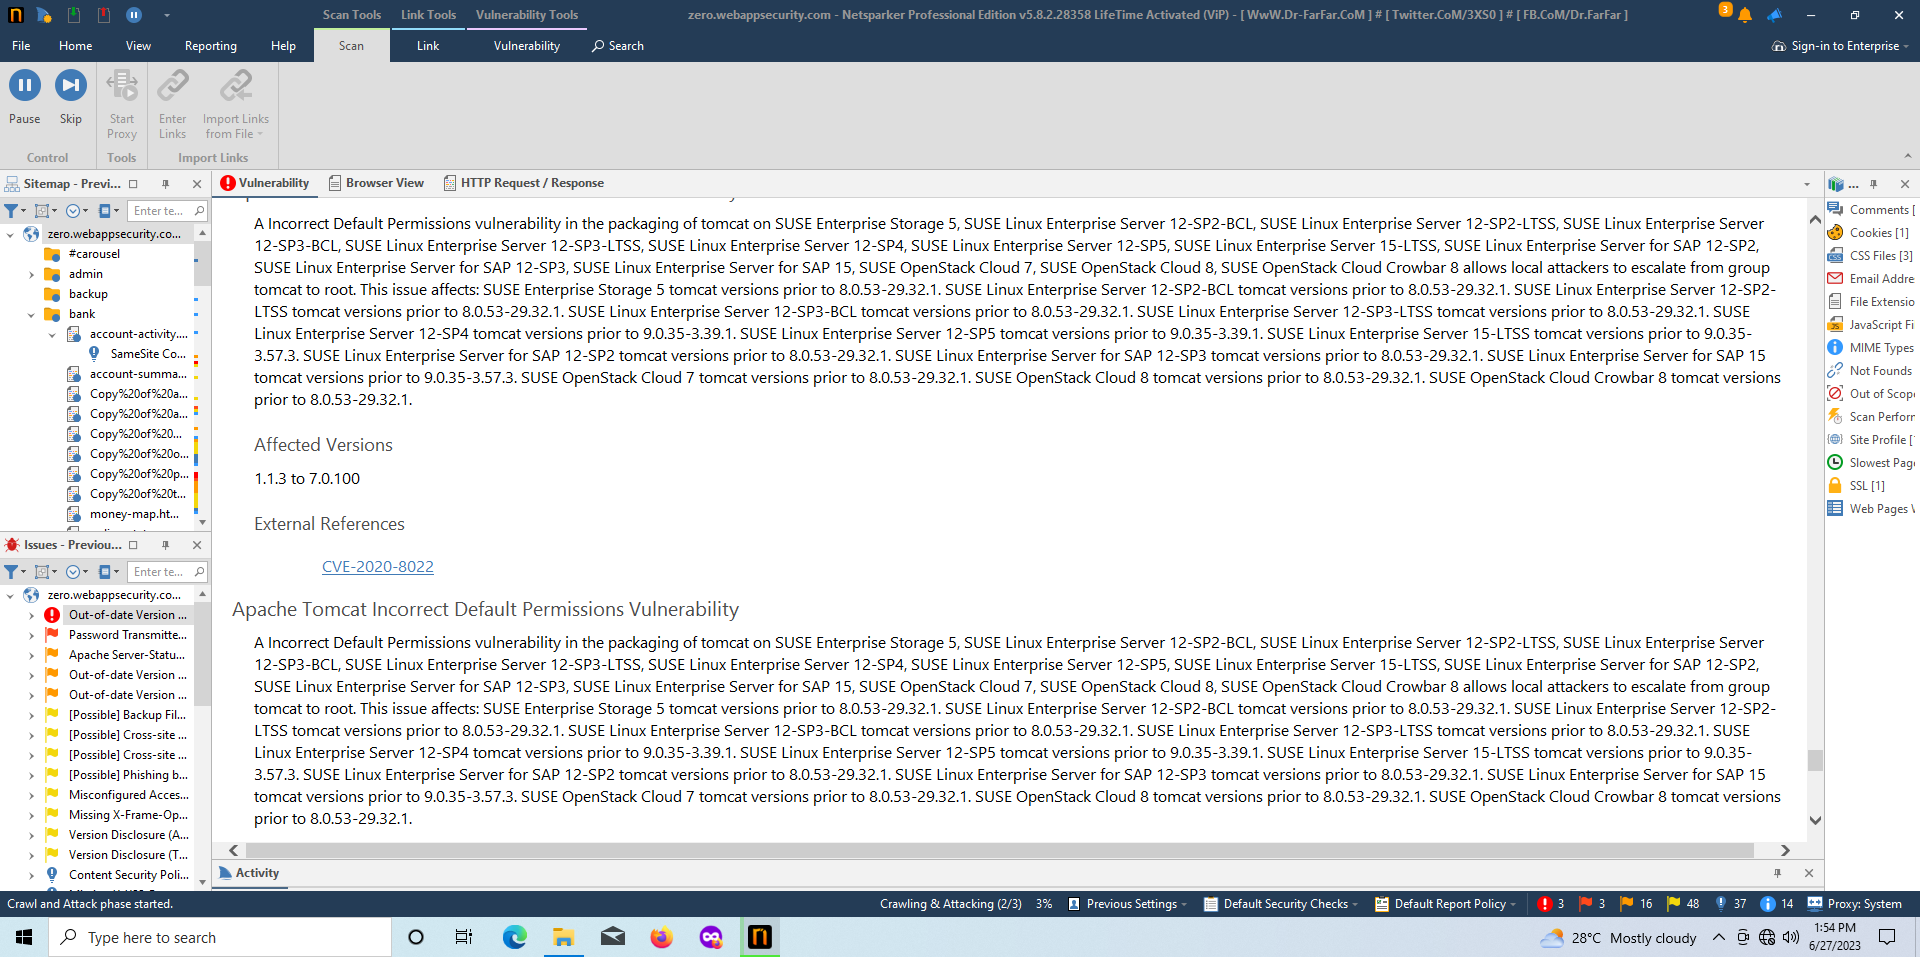 Scan Tools Link Tools Vulnerability Tools
zero.webappsecurity.com - Netsparker Professional Edition v5.8.2.28358 LifeTime Activated (ViP) - [ WwW.Dr-FarFar.CoM ] # [ Twitter.CoM/3XS0 ] # [ FB.CoM/Dr.FarFar ]
3
File Home View Reporting Help Scan Link Vulnerability Search
Sign-in to Enterprise
Pause
Skip
Start
Proxy
Enter
Links
Import Links
from File
Control
Tools
Import Links
Sitemap - Previ...
Enter te...
zero.webappsecurity.co...
#carousel
admin
backup
bank
account-activity....
SameSite Co...
account-summa...
Copy%20of%20a...
Copy%20of%20a...
Copy%20of%20...
Copy%20of%20o...
Copy%20of%20p...
Copy%20of%20t...
money-map.ht...
Issues - Previou...
Enter te...
zero.webappsecurity.co...
Out-of-date Version ...
Password Transmitte...
Apache Server-Statu...
Out-of-date Version ...
Out-of-date Version ...
[Possible] Backup Fil...
[Possible] Cross-site ...
[Possible] Cross-site ...
[Possible] Phishing b...
Misconfigured Acces...
Missing X-Frame-Op...
Version Disclosure (A...
Version Disclosure (T...
Content Security Poli...
Vulnerability
Browser View
HTTP Request / Response
A Incorrect Default Permissions vulnerability in the packaging of tomcat on SUSE Enterprise Storage 5, SUSE Linux Enterprise Server 12-SP2-BCL, SUSE Linux Enterprise Server 12-SP2-LTSS, SUSE Linux Enterprise Server
12-SP3-BCL, SUSE Linux Enterprise Server 12-SP3-LTSS, SUSE Linux Enterprise Server 12-SP4, SUSE Linux Enterprise Server 12-SP5, SUSE Linux Enterprise Server 15-LTSS, SUSE Linux Enterprise Server for SAP 12-SP2,
SUSE Linux Enterprise Server for SAP 12-SP3, SUSE Linux Enterprise Server for SAP 15, SUSE OpenStack Cloud 7, SUSE OpenStack Cloud 8, SUSE OpenStack Cloud Crowbar 8 allows local attackers to escalate from group
tomcat to root. This issue affects: SUSE Enterprise Storage 5 tomcat versions prior to 8.0.53-29.32.1. SUSE Linux Enterprise Server 12-SP2-BCL tomcat versions prior to 8.0.53-29.32.1. SUSE Linux Enterprise Server 12-SP2-
LTSS tomcat versions prior to 8.0.53-29.32.1. SUSE Linux Enterprise Server 12-SP3-BCL tomcat versions prior to 8.0.53-29.32.1. SUSE Linux Enterprise Server 12-SP3-LTSS tomcat versions prior to 8.0.53-29.32.1. SUSE
Linux Enterprise Server 12-SP4 tomcat versions prior to 9.0.35-3.39.1. SUSE Linux Enterprise Server 12-SP5 tomcat versions prior to 9.0.35-3.39.1. SUSE Linux Enterprise Server 15-LTSS tomcat versions prior to 9.0.35-
3.57.3. SUSE Linux Enterprise Server for SAP 12-SP2 tomcat versions prior to 8.0.53-29.32.1. SUSE Linux Enterprise Server for SAP 12-SP3 tomcat versions prior to 8.0.53-29.32.1. SUSE Linux Enterprise Server for SAP 15
tomcat versions prior to 9.0.35-3.57.3. SUSE OpenStack Cloud 7 tomcat versions prior to 8.0.53-29.32.1. SUSE OpenStack Cloud 8 tomcat versions prior to 8.0.53-29.32.1. SUSE OpenStack Cloud Crowbar 8 tomcat versions
prior to 8.0.53-29.32.1.
Affected Versions
1.1.3 to 7.0.100
External References
CVE-2020-8022
Apache Tomcat Incorrect Default Permissions Vulnerability
A Incorrect Default Permissions vulnerability in the packaging of tomcat on SUSE Enterprise Storage 5, SUSE Linux Enterprise Server 12-SP2-BCL, SUSE Linux Enterprise Server 12-SP2-LTSS, SUSE Linux Enterprise Server
12-SP3-BCL, SUSE Linux Enterprise Server 12-SP3-LTSS, SUSE Linux Enterprise Server 12-SP4, SUSE Linux Enterprise Server 12-SP5, SUSE Linux Enterprise Server 15-LTSS, SUSE Linux Enterprise Server for SAP 12-SP2,
SUSE Linux Enterprise Server for SAP 12-SP3, SUSE Linux Enterprise Server for SAP 15, SUSE OpenStack Cloud 7, SUSE OpenStack Cloud 8, SUSE OpenStack Cloud Crowbar 8 allows local attackers to escalate from group
tomcat to root. This issue affects: SUSE Enterprise Storage 5 tomcat versions prior to 8.0.53-29.32.1. SUSE Linux Enterprise Server 12-SP2-BCL tomcat versions prior to 8.0.53-29.32.1. SUSE Linux Enterprise Server 12-SP2-
LTSS tomcat versions prior to 8.0.53-29.32.1. SUSE Linux Enterprise Server 12-SP3-BCL tomcat versions prior to 8.0.53-29.32.1. SUSE Linux Enterprise Server 12-SP3-LTSS tomcat versions prior to 8.0.53-29.32.1. SUSE
Linux Enterprise Server 12-SP4 tomcat versions prior to 9.0.35-3.39.1. SUSE Linux Enterprise Server 12-SP5 tomcat versions prior to 9.0.35-3.39.1. SUSE Linux Enterprise Server 15-LTSS tomcat versions prior to 9.0.35-
3.57.3. SUSE Linux Enterprise Server for SAP 12-SP2 tomcat versions prior to 8.0.53-29.32.1. SUSE Linux Enterprise Server for SAP 12-SP3 tomcat versions prior to 8.0.53-29.32.1. SUSE Linux Enterprise Server for SAP 15
tomcat versions prior to 9.0.35-3.57.3. SUSE OpenStack Cloud 7 tomcat versions prior to 8.0.53-29.32.1. SUSE OpenStack Cloud 8 tomcat versions prior to 8.0.53-29.32.1. SUSE OpenStack Cloud Crowbar 8 tomcat versions
prior to 8.0.53-29.32.1.
Activity
...
Comments [
Cookies [1]
CSS Files [3]
Email Addre
File Extensio
JavaScript Fi
MIME Types
Not Founds
Out of Scope
Scan Perforn
Site Profile [
Slowest Page
SSL [1]
Web Pages
Crawl and Attack phase started.
Crawling & Attacking (2/3) 3% Previous Settings Default Security Checks Default Report Policy 3 3 16 48 37 14 Proxy: System
Type here to search
28°C Mostly cloudy
1:54 PM
6/27/2023